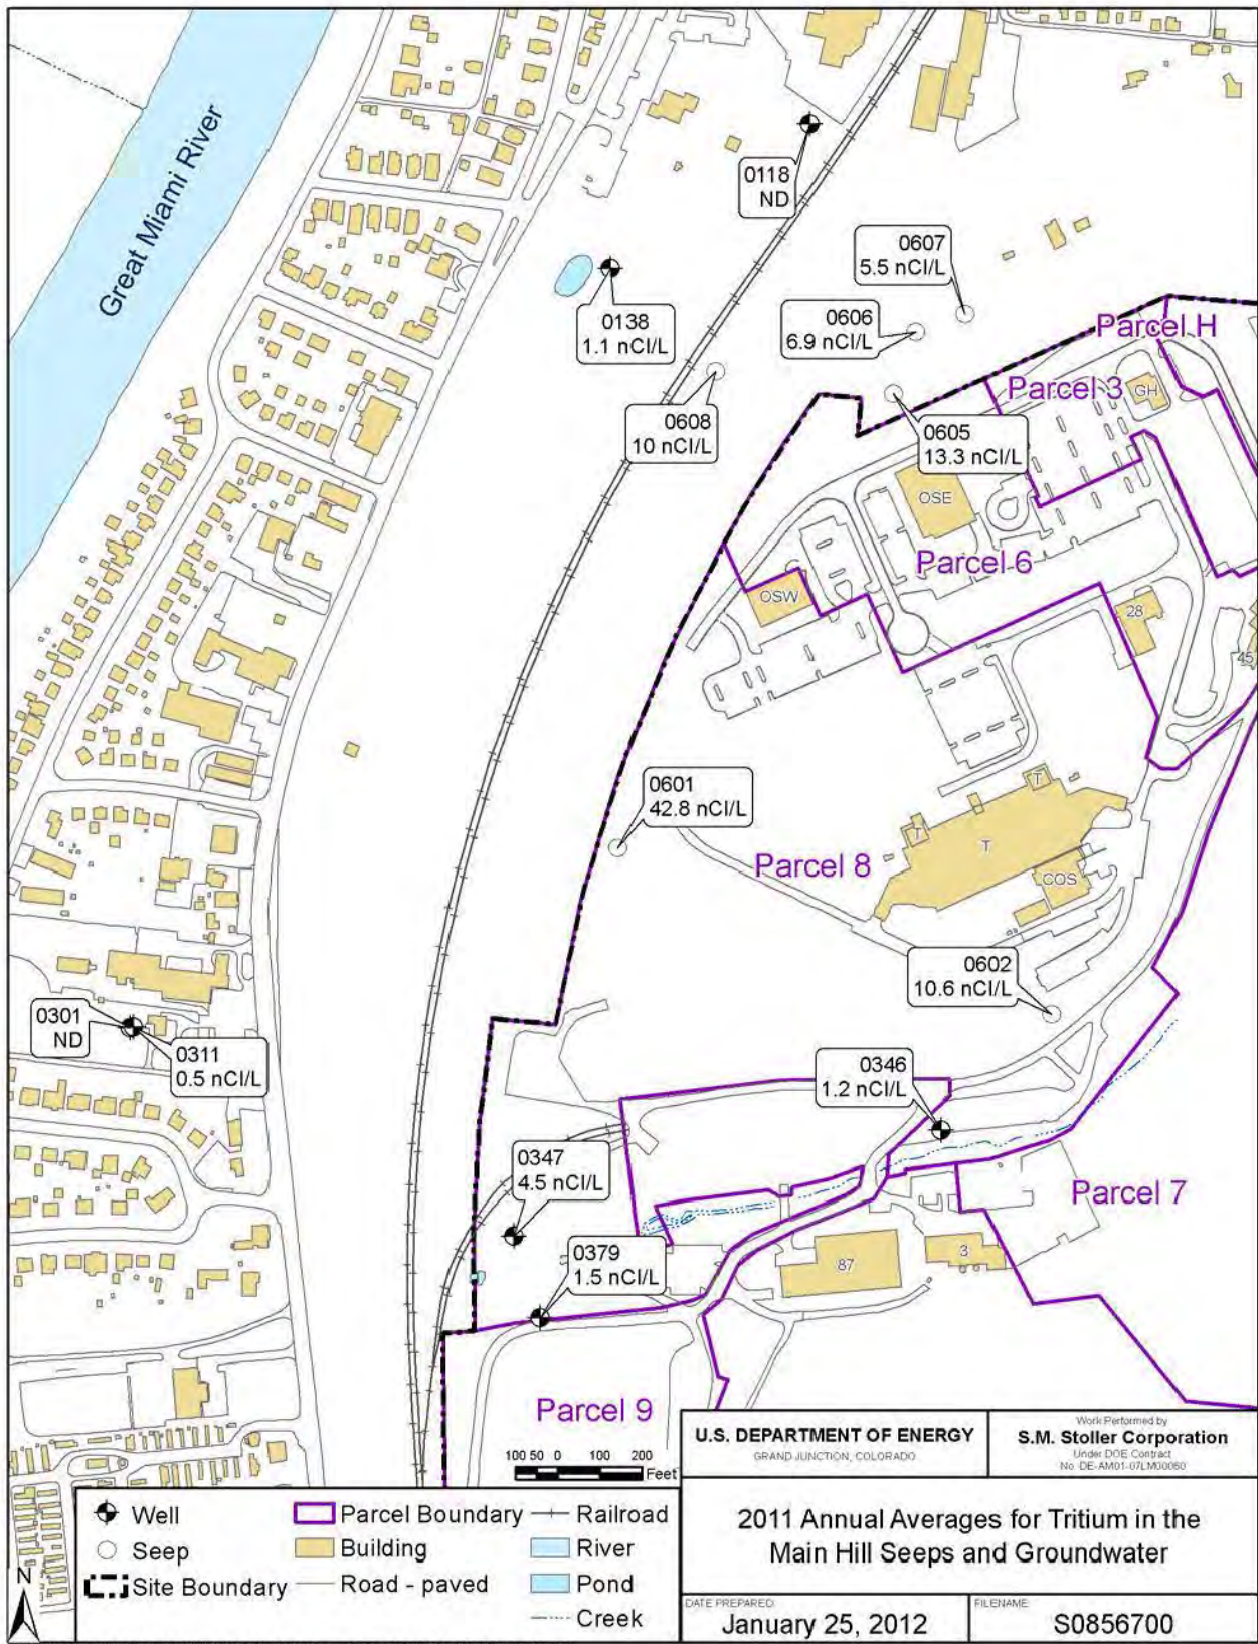 Great Miami River
0118
ND
0607
5.5 nCI/L
0138
1.1 nCI/L
0606
6.9 nCI/L
Parcel H
Parcel 3
GH
0608
10 nCI/L
0605
13.3 nCI/L
OSE
Parcel 6
OSW
28
45
0601
42.8 nCI/L
T
T
T
Parcel 8
COS
0602
10.6 nCI/L
0301
ND
0311
0.5 nCI/L
0346
1.2 nCI/L
0347
4.5 nCI/L
Parcel 7
0379
1.5 nCI/L
87
3
Parcel 9
100 50 0 100 200
Feet
U.S. DEPARTMENT OF ENERGY
GRAND JUNCTION, COLORADO
Work Performed by
S.M. Stoller Corporation
Under DOE Contract
No. DE-AM01-07LM00060
Well
Seep
Site Boundary
Parcel Boundary
Building
Road - paved
Railroad
River
Pond
Creek
N
2011 Annual Averages for Tritium in the
Main Hill Seeps and Groundwater
DATE PREPARED:
January 25, 2012
FILENAME:
S0856700